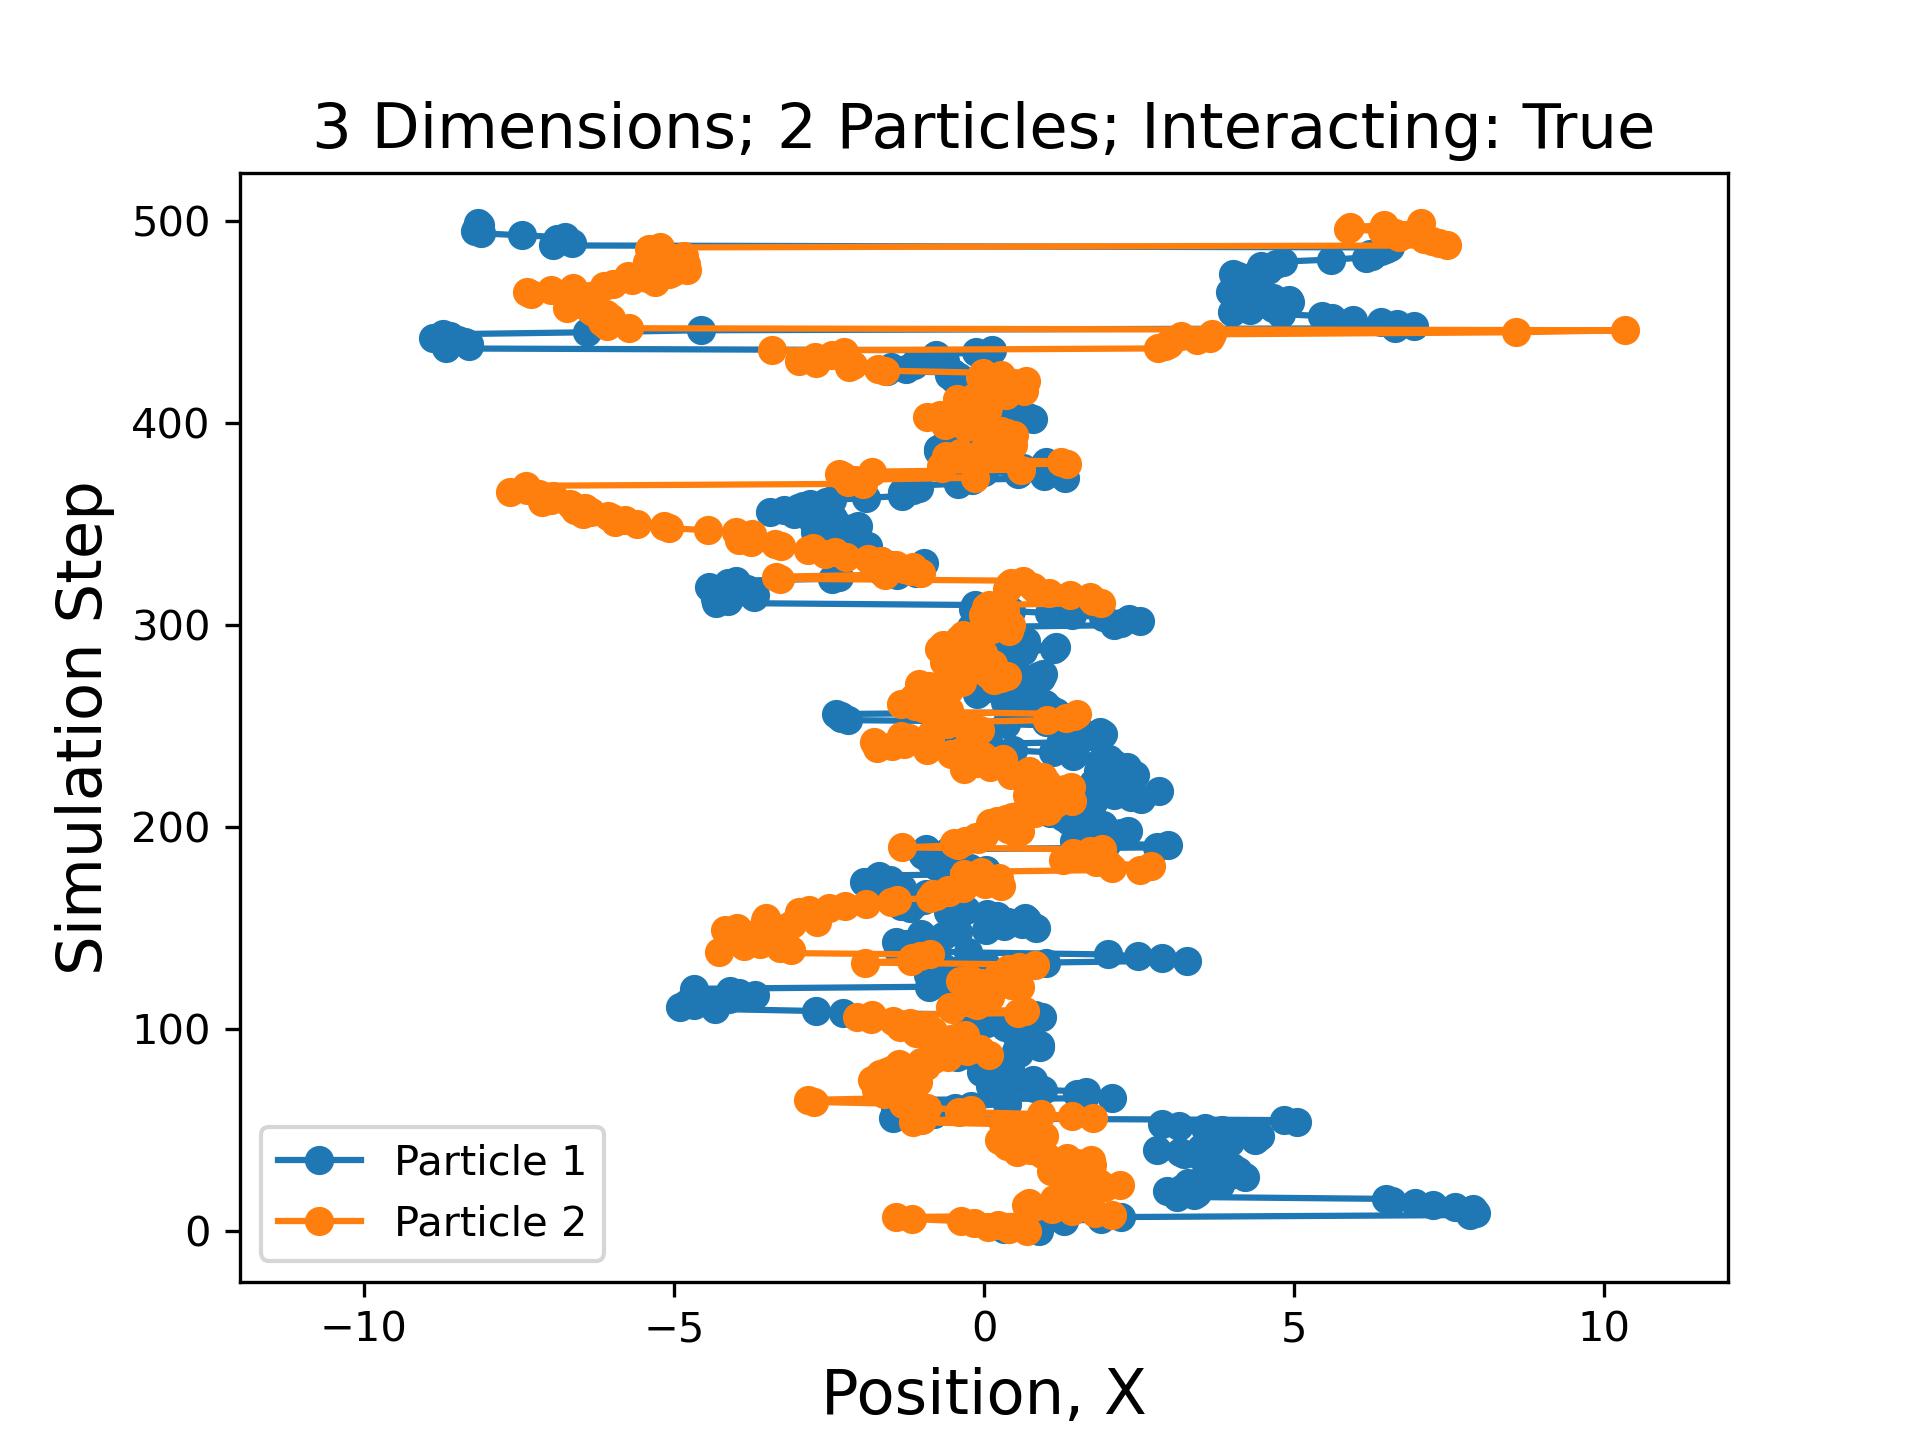 3 Dimensions; 2 Particles; Interacting: True
500
400
300
200
100
0
Simulation Step
Particle 1
Particle 2
−10
−5
0
5
10
Position, X